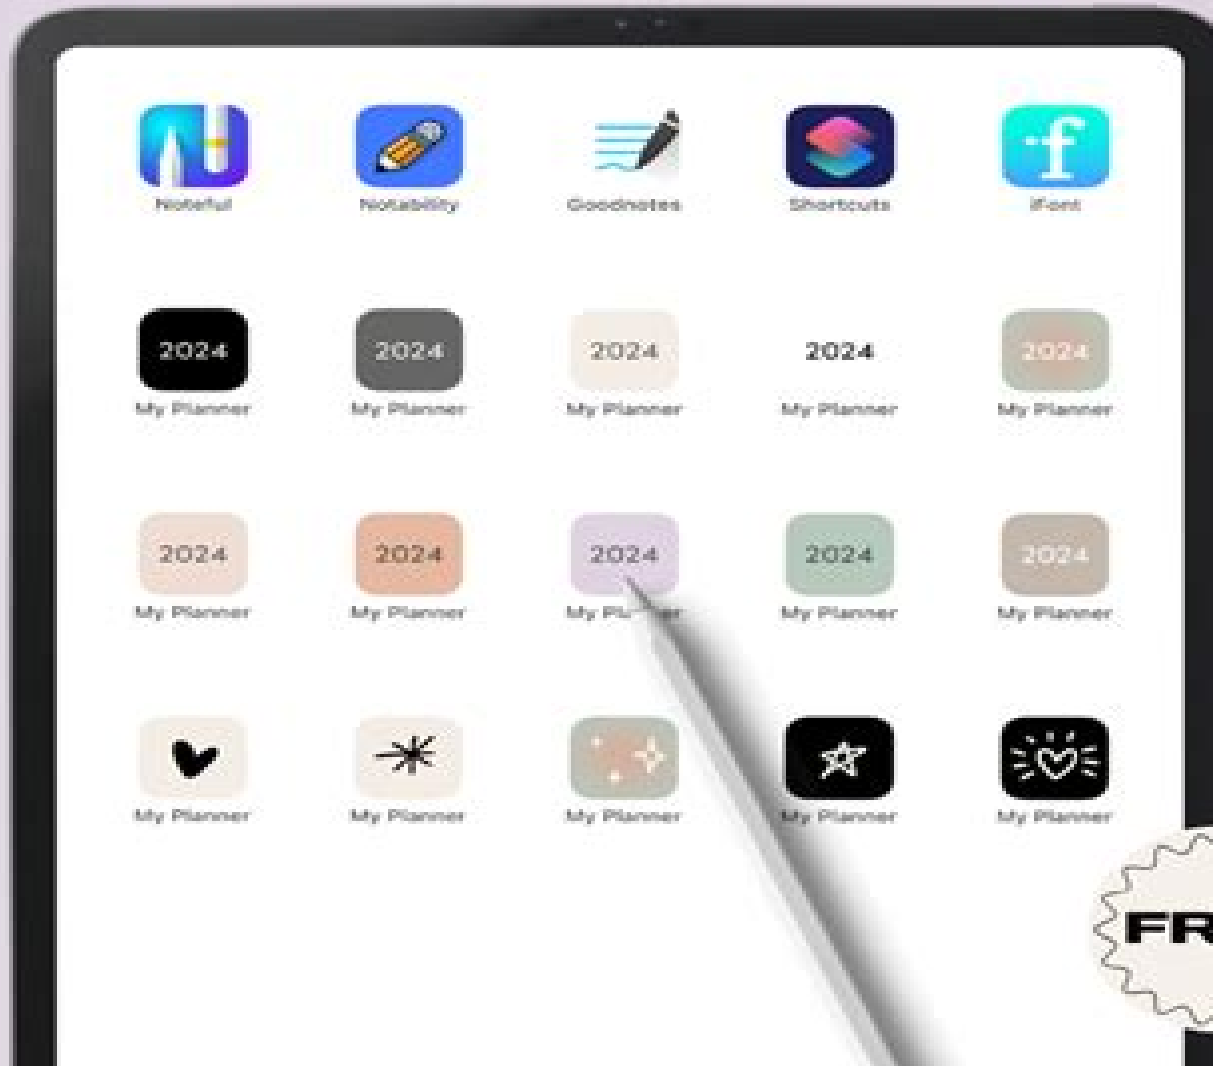 Noteful Notability Goodnotes Shortcuts iFont
2024 2024 2024 2024 2024
My Planner My Planner My Planner My Planner My Planner
2024 2024 2024 2024 2024
My Planner My Planner My Planner My Planner
My Planner My Planner My Planner My Planner My Planner